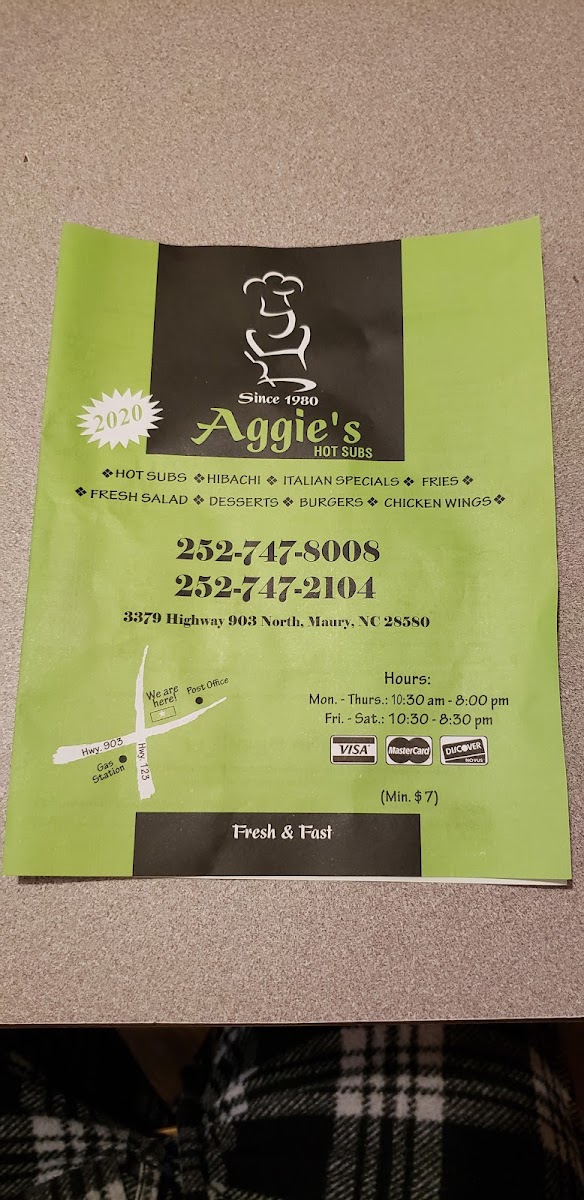 Since 1980
2020
Aggie's
HOT SUBS
❖HOT SUBS ❖HIBACHI ❖ ITALIAN SPECIALS❖ FRIES❖
❖FRESH SALAD ❖ DESSERTS❖ BURGERS❖ CHICKEN WINGS❖
252-747-8008
252-747-2104
3379 Highway 903 North, Maury, NC 28580
We are
here!
Post Office
Hwy. 903
Hwy. 123
Gas
Station
Hours:
Mon. - Thurs.: 10:30 am - 8:00 pm
Fri. - Sat.: 10:30 - 8:30 pm
VISA MasterCard DISCOVER
NOVUS
(Min. $7)
Fresh & Fast